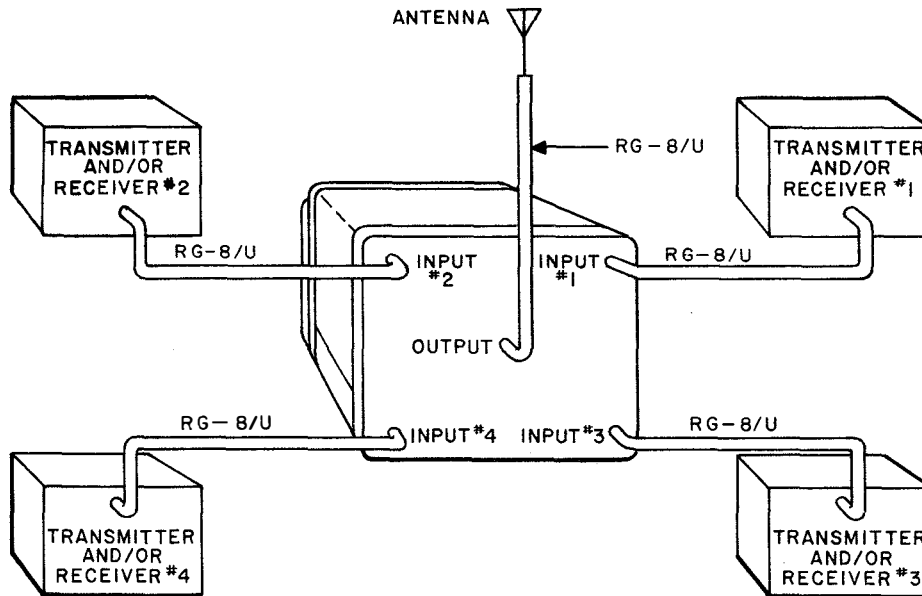 ANTENNA
RG-8/U
TRANSMITTER
AND/OR
RECEIVER #2
TRANSMITTER
AND/OR
RECEIVER #1
RG-8/U
INPUT
#2
INPUT
#1
RG-8/U
OUTPUT
RG-8/U
INPUT #4
INPUT #3
RG-8/U
TRANSMITTER
AND/OR
RECEIVER #4
TRANSMITTER
AND/OR
RECEIVER #3